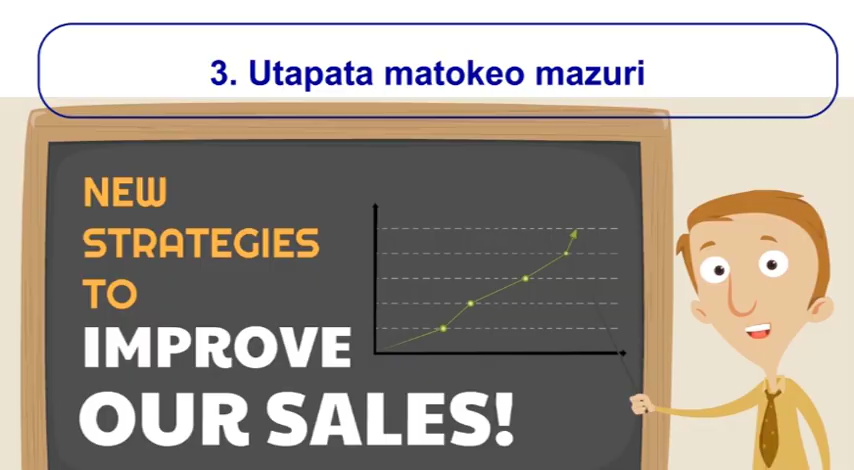 3. Utapata matokeo mazuri
NEW
STRATEGIES
TO
IMPROVE
OUR SALES!